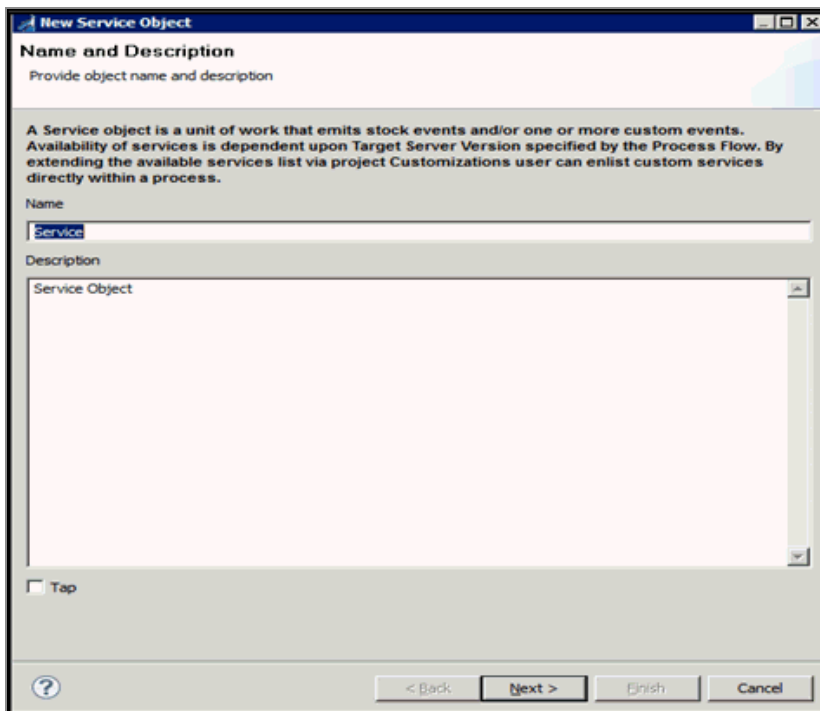 New Service Object
Name and Description
Provide object name and description
A Service object is a unit of work that emits stock events and/or one or more custom events.
Availability of services is dependent upon Target Server Version specified by the Process Flow. By
extending the available services list via project Customizations user can enlist custom services
directly within a process.
Name
Service
Description
Service Object
Tap
?
< Back
Next >
Finish
Cancel